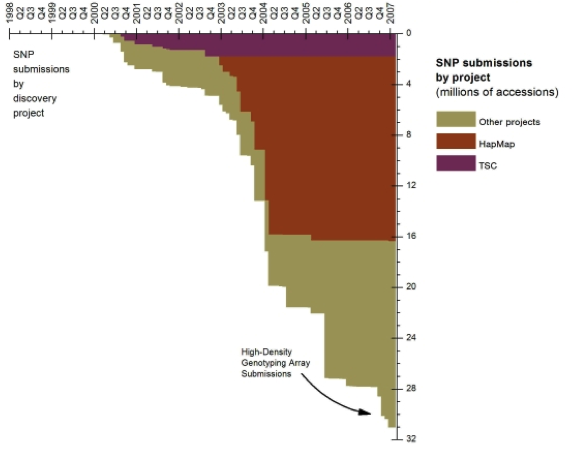 1998 Q2 Q3 Q4 1999 Q2 Q3 Q4 2000 Q2 Q3 Q4 2001 Q2 Q3 Q4 2002 Q2 Q3 Q4 2003 Q2 Q3 Q4 2004 Q2 Q3 Q4 2005 Q2 Q3 Q4 2006 Q2 Q3 Q4 2007
SNP
submissions
by
discovery
project
0
4
8
12
16
20
24
28
32
SNP submissions
by project
(millions of accessions)
Other projects
HapMap
TSC
High-Density
Genotyping Array
Submissions